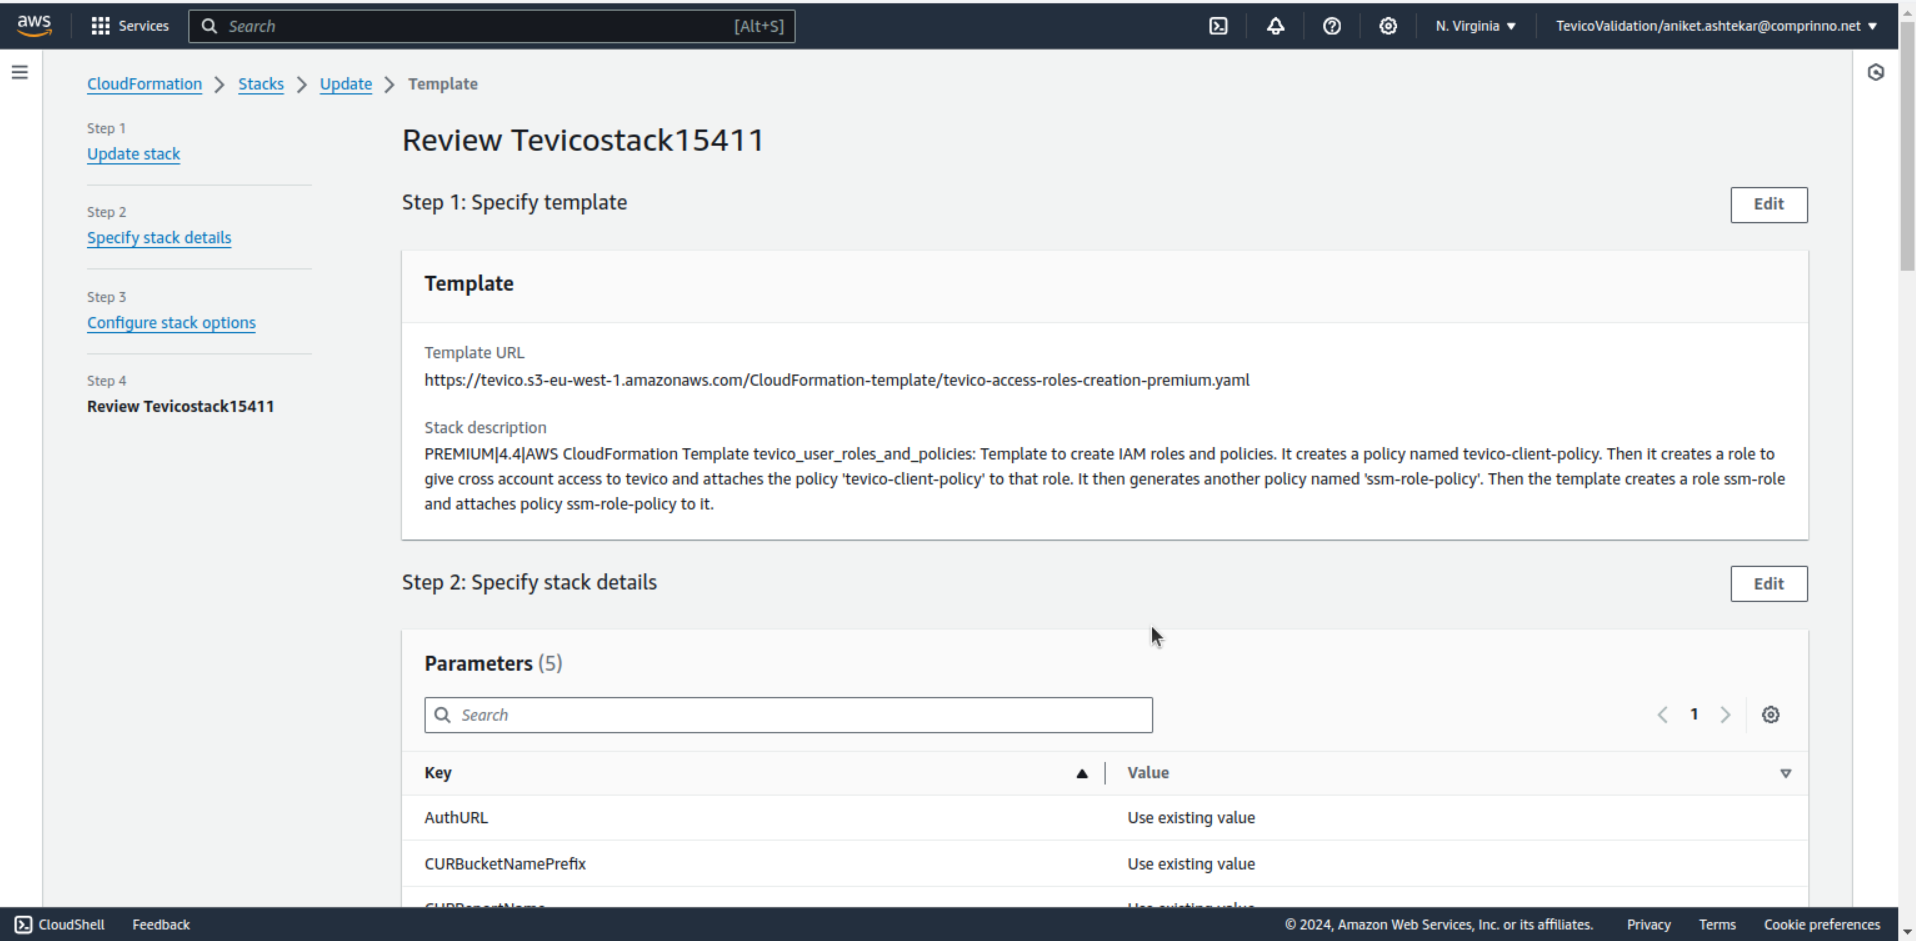 aws
Services
Search
[Alt+S]
N. Virginia
TevicoValidation/aniket.ashtekar@comprinno.net
CloudFormation
Stacks
Update
Template
Step 1
Update stack
Step 2
Specify stack details
Step 3
Configure stack options
Step 4
Review Tevicostack15411
Review Tevicostack15411
Step 1: Specify template
Edit
Template
Template URL
https://tevico.s3-eu-west-1.amazonaws.com/CloudFormation-template/tevico-access-roles-creation-premium.yaml
Stack description
PREMIUM|4.4|AWS CloudFormation Template tevico_user_roles_and_policies: Template to create IAM roles and policies. It creates a policy named tevico-client-policy. Then it creates a role to
give cross account access to tevico and attaches the policy 'tevico-client-policy' to that role. It then generates another policy named 'ssm-role-policy'. Then the template creates a role ssm-role
and attaches policy ssm-role-policy to it.
Step 2: Specify stack details
Edit
Parameters (5)
Search
1
Key
Value
AuthURL
Use existing value
CURBucketNamePrefix
Use existing value
CURReportName
Use existing value
CloudShell
Feedback
© 2024, Amazon Web Services, Inc. or its affiliates.
Privacy
Terms
Cookie preferences